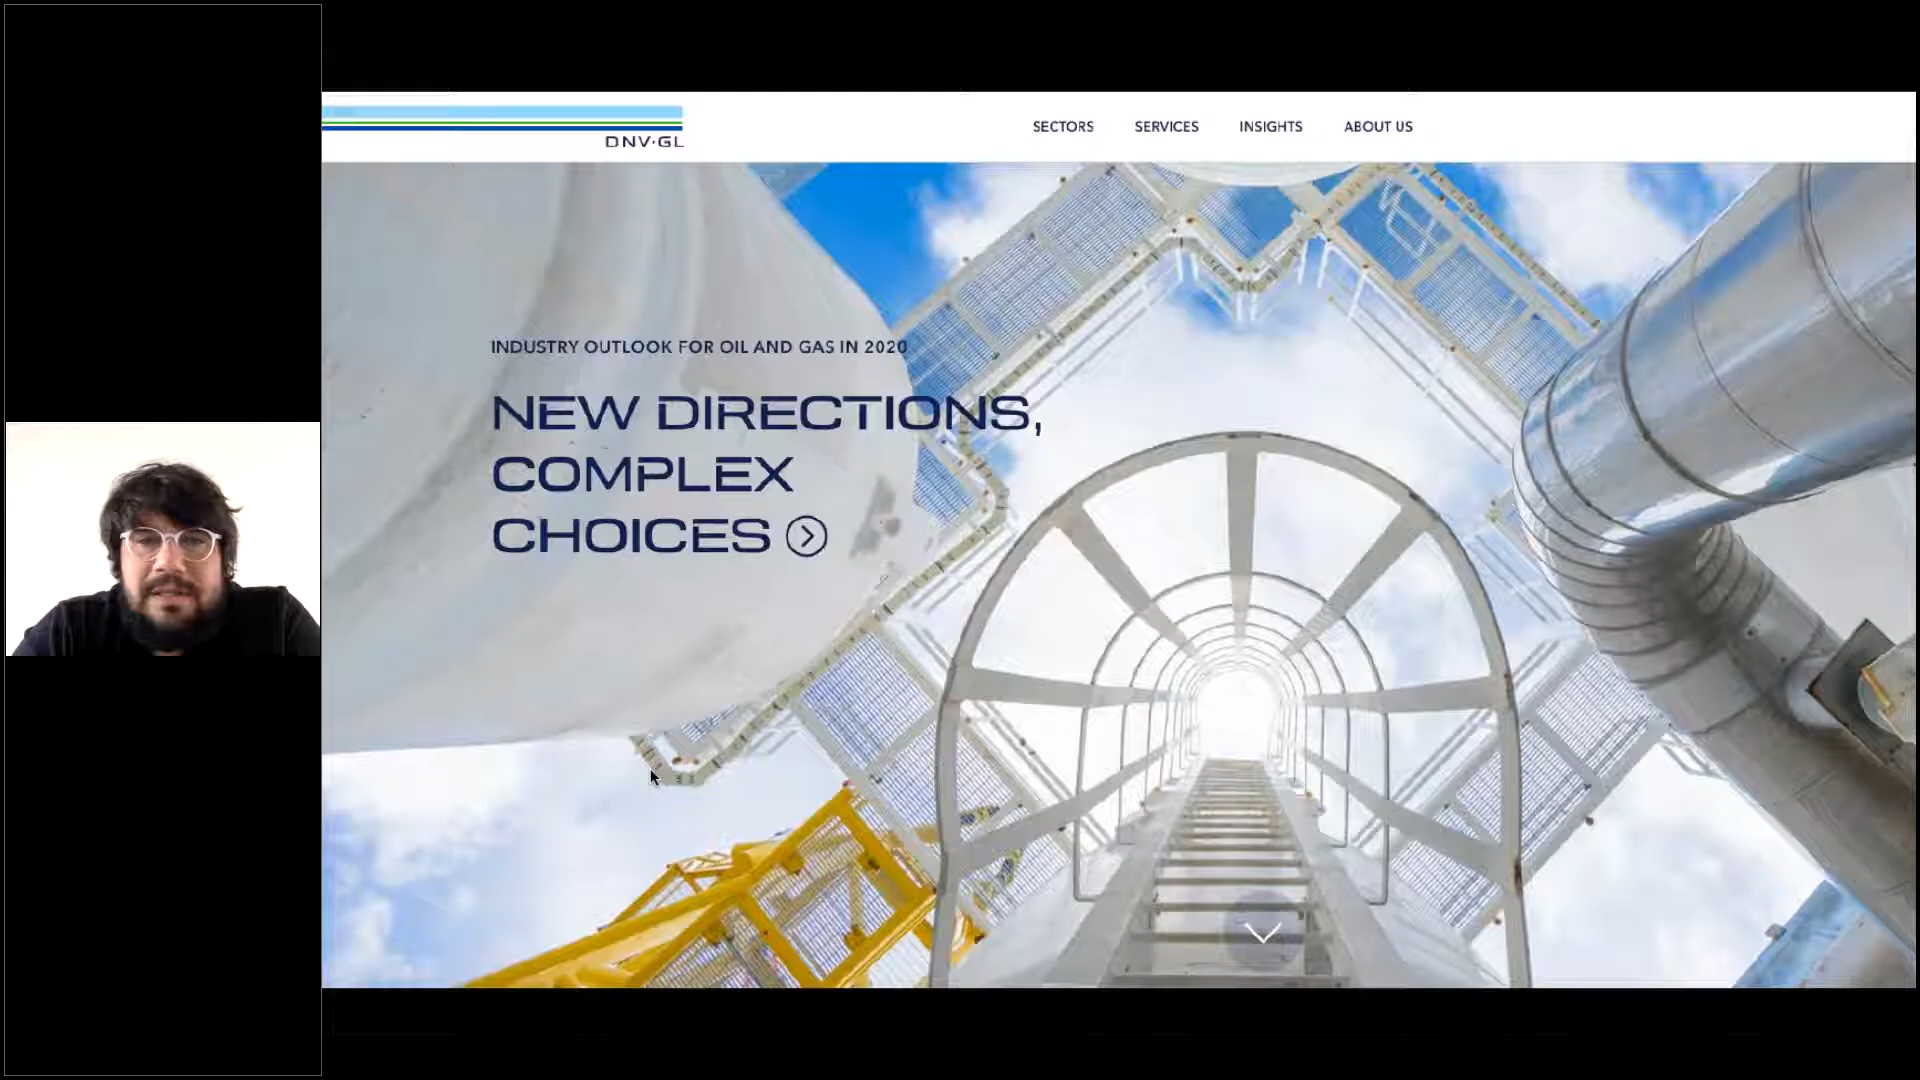 DNV·GL
SECTORS SERVICES INSIGHTS ABOUT US
INDUSTRY OUTLOOK FOR OIL AND GAS IN 2020
NEW DIRECTIONS,
COMPLEX
CHOICES